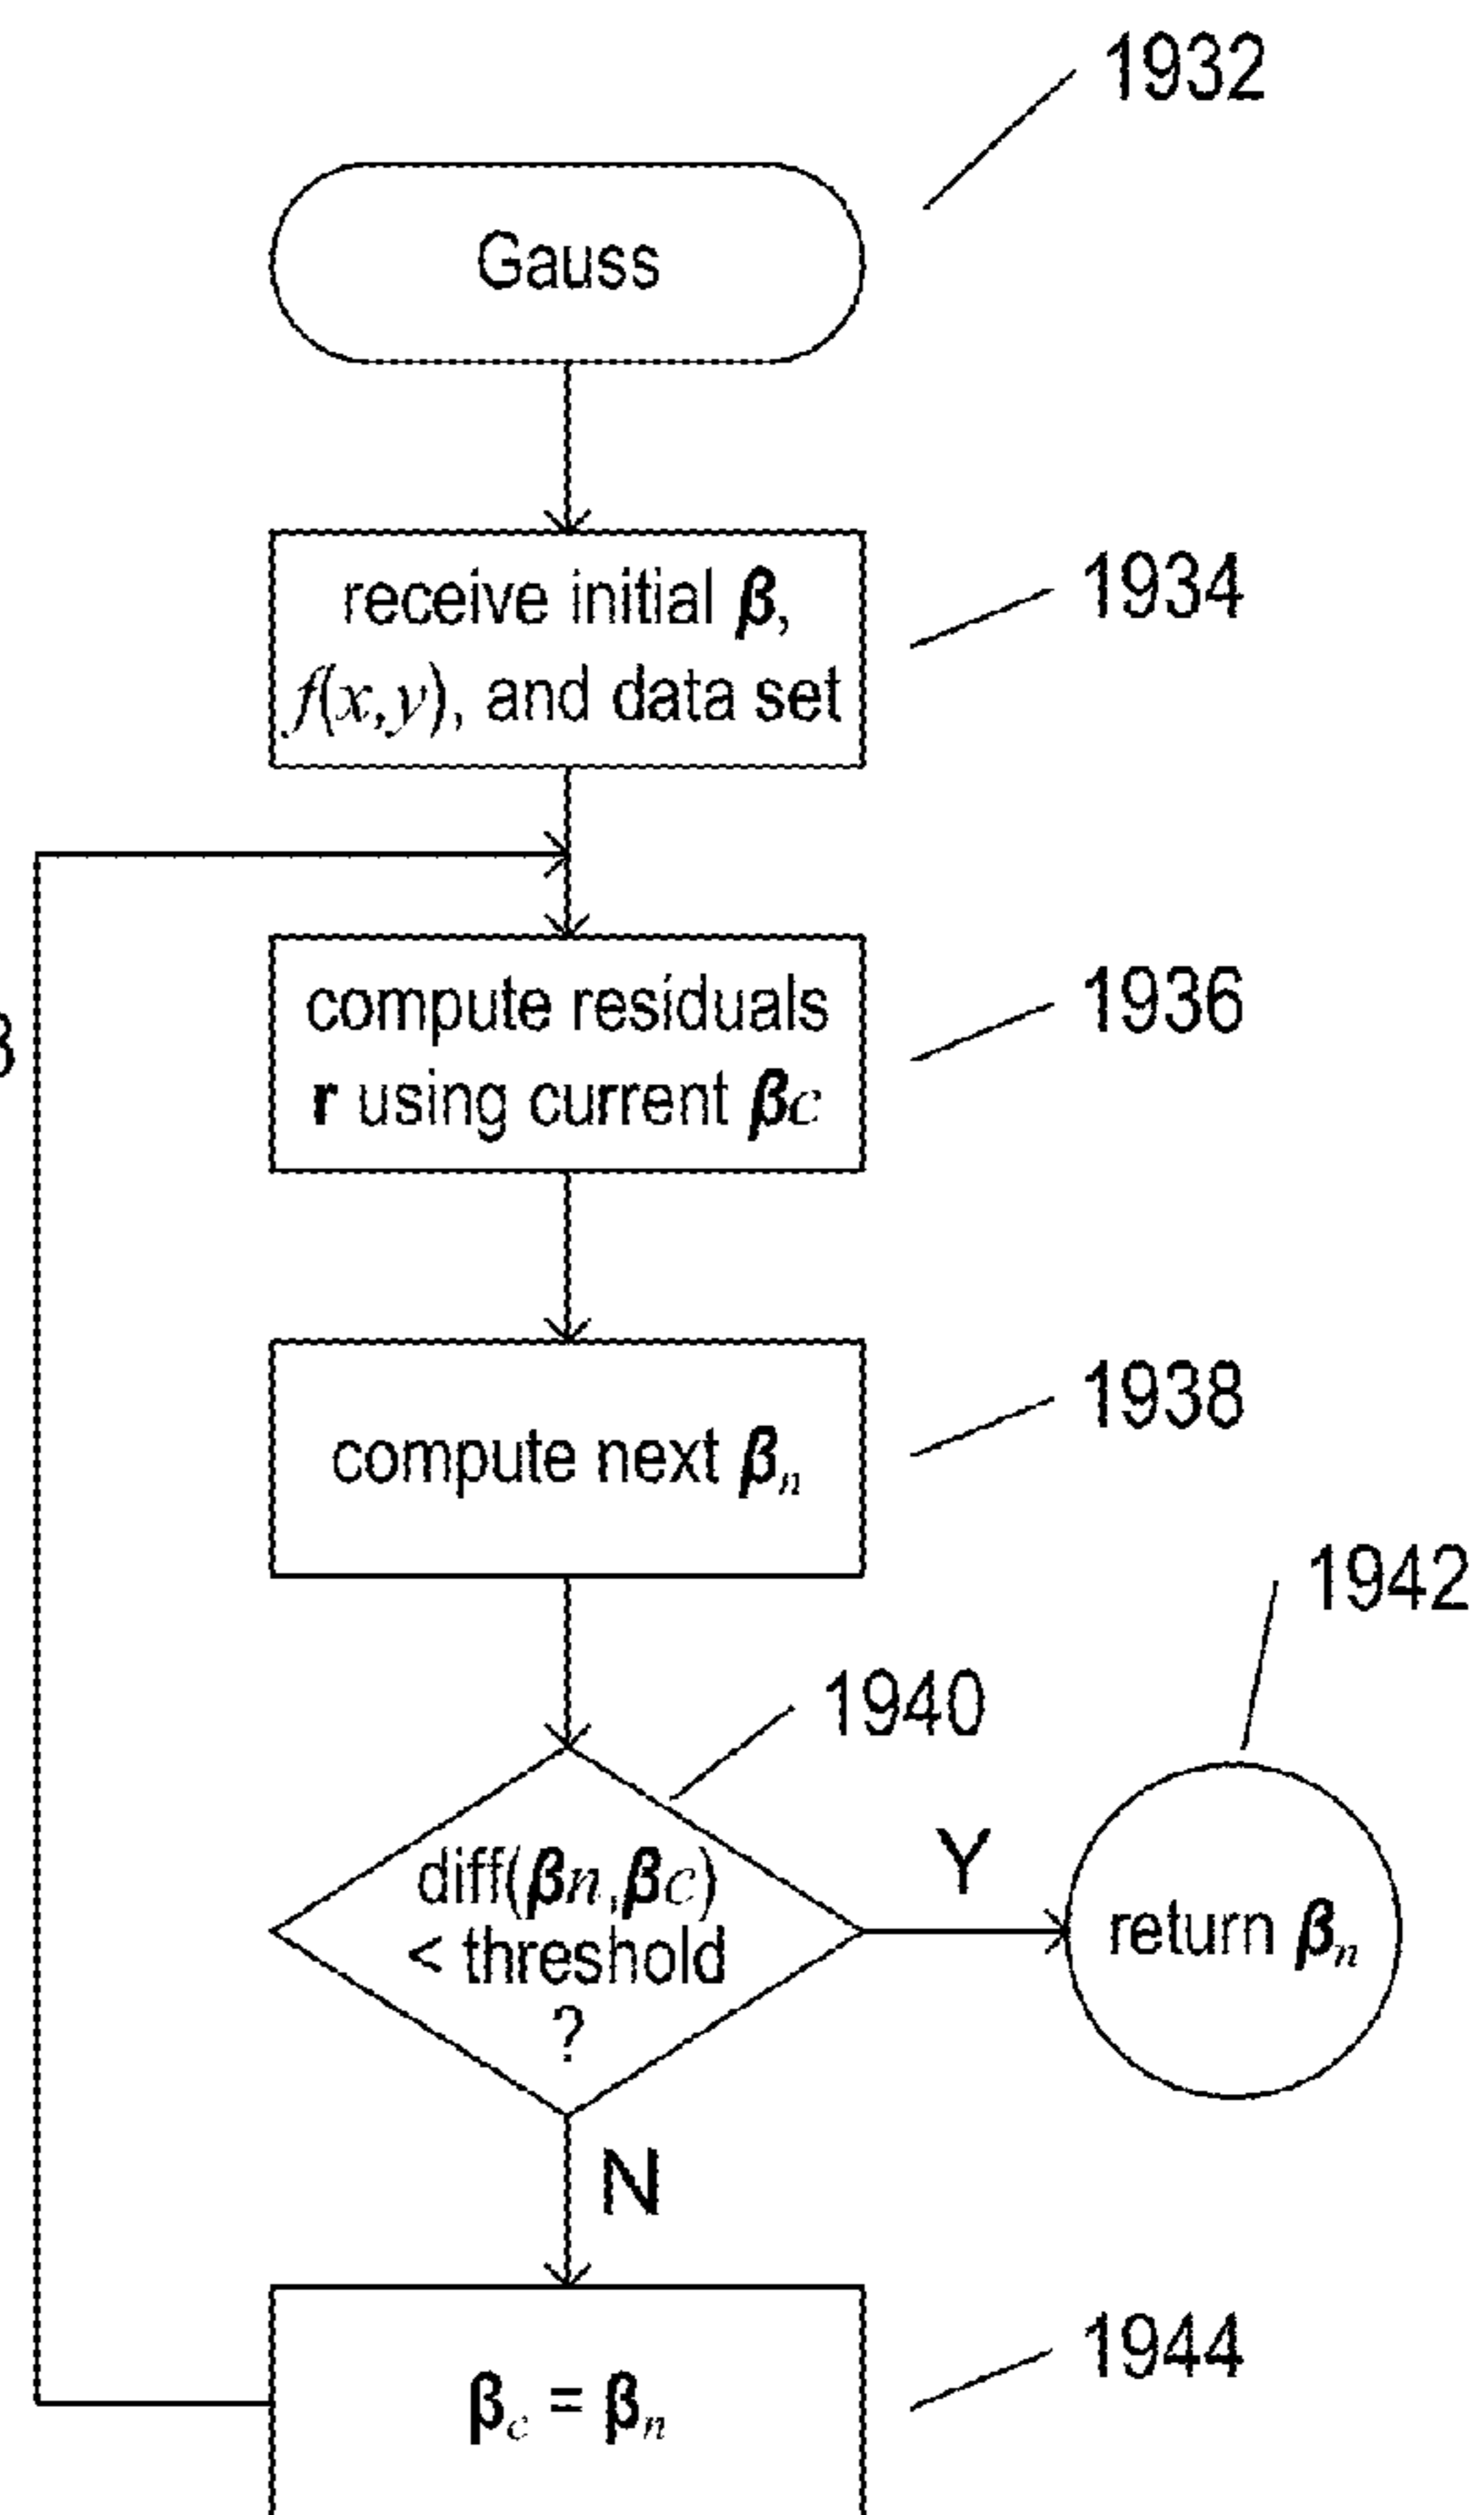 1932
Gauss
receive initial β,
f(x,y), and data set
1934
compute residuals
r using current βc
1936
compute next βn
1938
1942
1940
diff(βn,βc)
< threshold
?
Y
return βn
N
βc = βn
1944